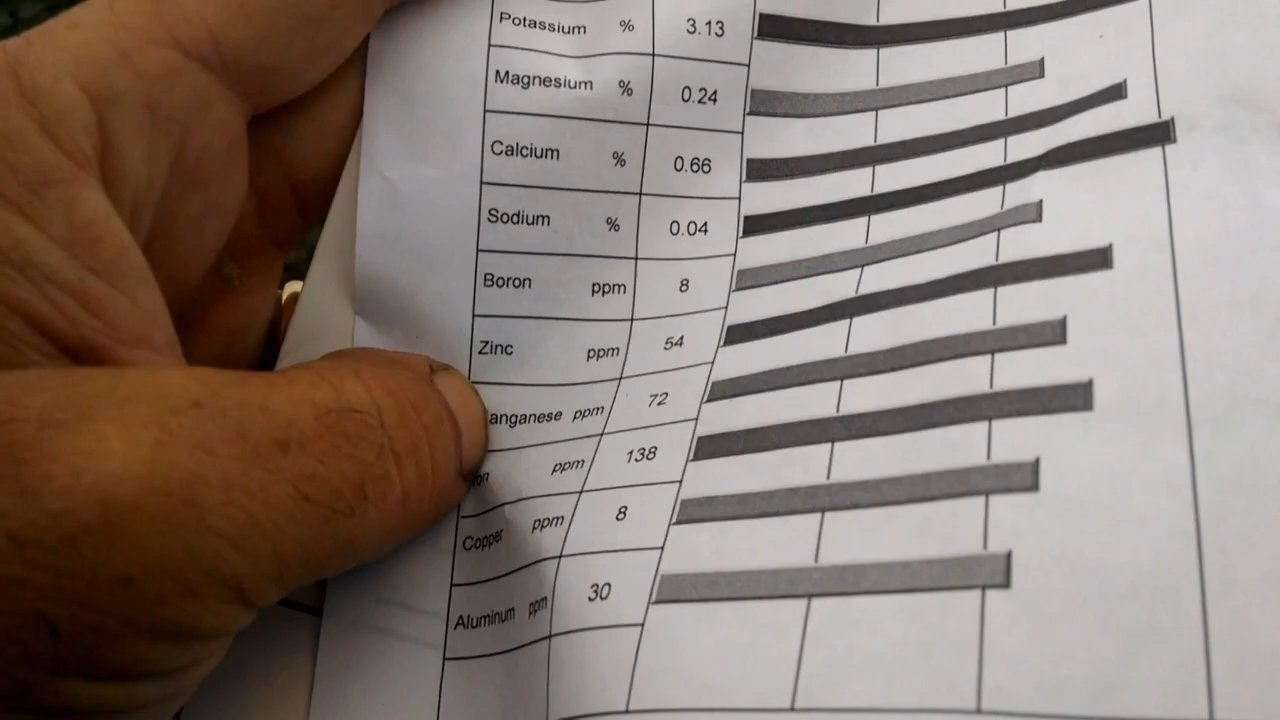 Potassium % 3.13
Magnesium % 0.24
Calcium % 0.66
Sodium % 0.04
Boron ppm 8
Zinc ppm 54
anganese ppm 72
ron ppm 138
Copper ppm 8
Aluminum ppm 30